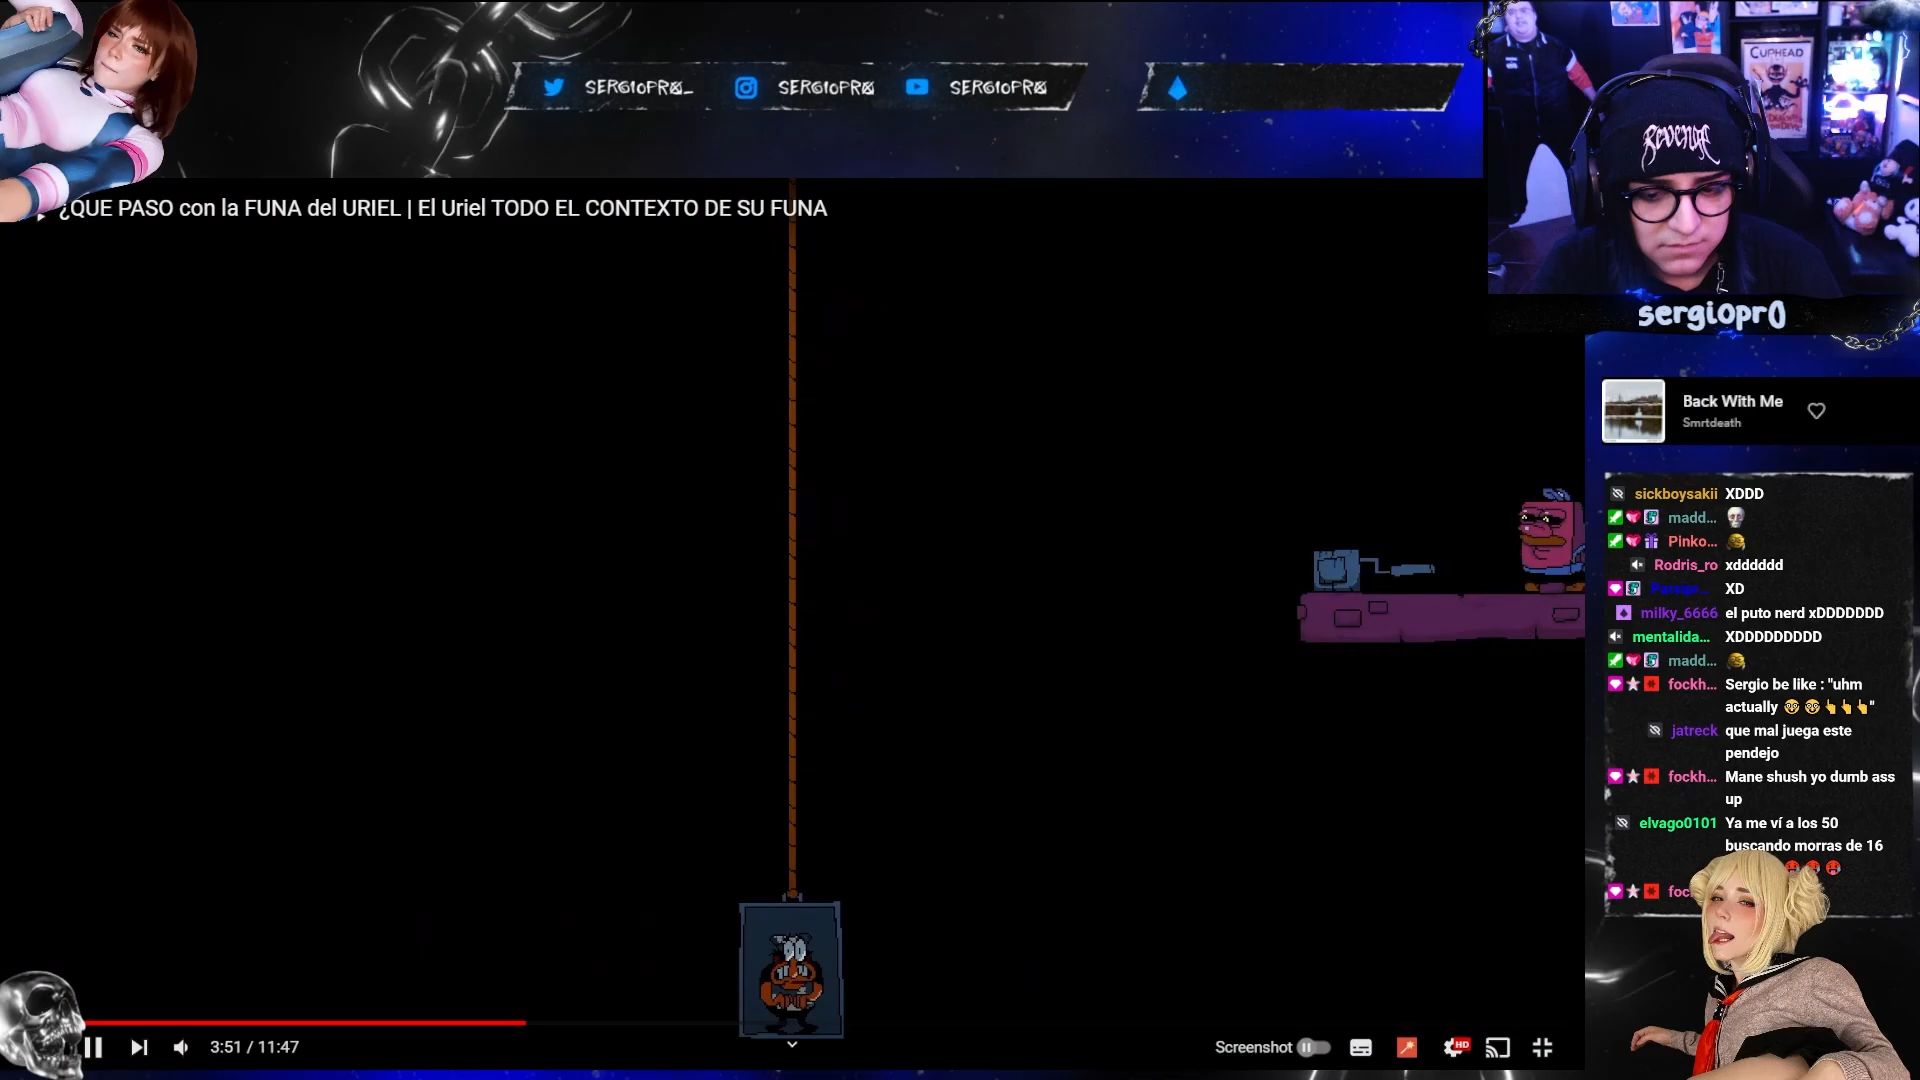 SERGIOPRO_
SERGIOPRO
SERGIOPRO
¿QUE PASO con la FUNA del URIEL | El Uriel TODO EL CONTEXTO DE SU FUNA
CUPHEAD
Revenge
sergiopr0
Back With Me
Smrtdeath
sickboysakii XDDD
madd...
Pinko...
Rodris_ro xdddddd
XD
milky_6666 el puto nerd xDDDDDDD
mentalida... XDDDDDDDDD
madd...
fockh... Sergio be like : "uhm
actually 🤓 🤓 👆 👆 👆"
jatreck que mal juega este
pendejo
fockh... Mane shush yo dumb ass
up
elvago0101 Ya me ví a los 50
buscando morras de 16
3:51 / 11:47
Screenshot
HD